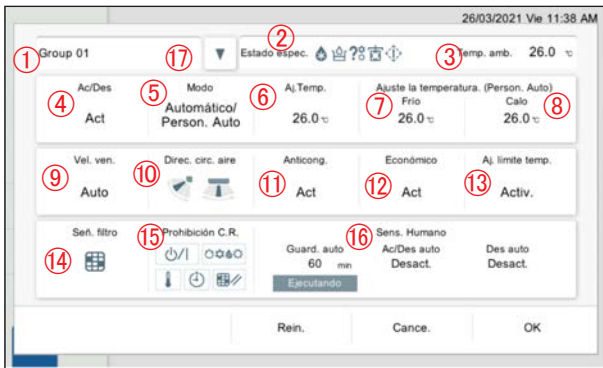 26/03/2021 Vie 11:38 AM
① Group 01 ⑰ ▼ Estado espec. ② ③ Temp. amb. 26.0 °C
Ac/Des ④ Act
⑤ Modo
Automático/
Person. Auto
⑥ Aj.Temp.
26.0 °C
Ajuste la temperatura. (Person. Auto)
⑦ Frio 26.0 °C
Calo ⑧ 26.0 °C
Vel. ven.
⑨ Auto
Direc. circ. aire
⑩
Anticong.
⑪ Act
Económico
⑫ Act
Aj. limite temp.
⑬ Activ.
Señ. filtro
⑭
⑮ Prohibición C.R.
⑯ Sens. Humano
Guard. auto
60 min
Ejecutando
Ac/Des auto
Desact.
Des auto
Desact.
Rein. Cance. OK